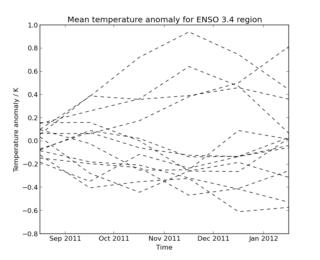 Mean temperature anomaly for ENSO 3.4 region
1.0
0.8
0.6
0.4
0.2
0.0
−0.2
−0.4
−0.6
−0.8
Temperature anomaly / K
Sep 2011 Oct 2011 Nov 2011 Dec 2011 Jan 2012
Time